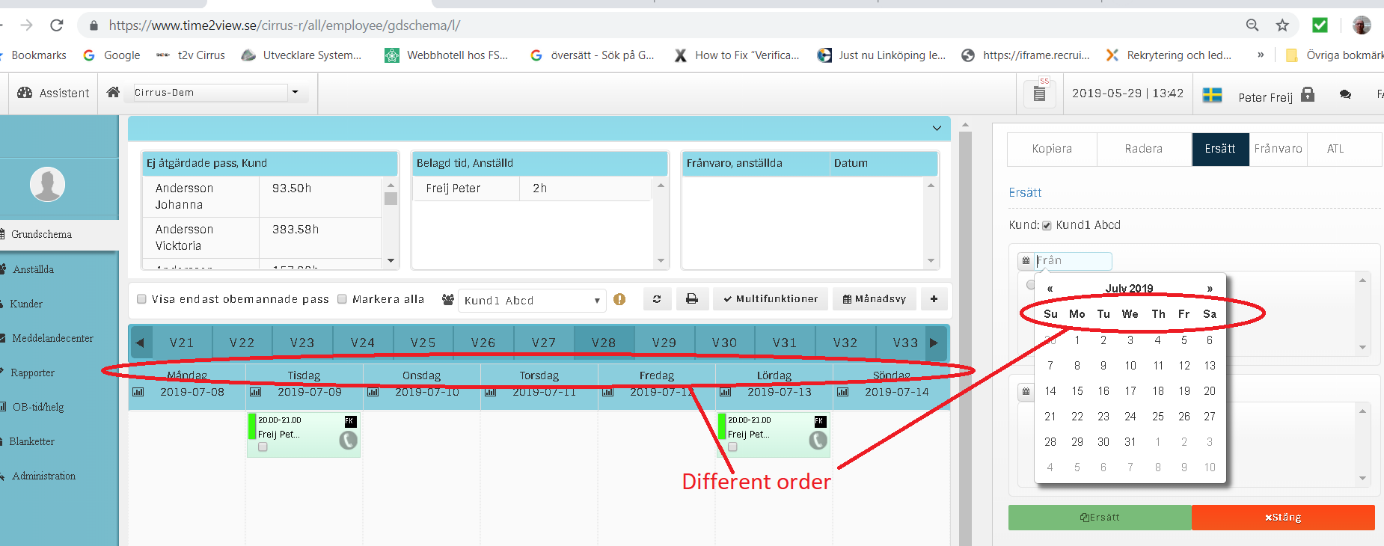 https://www.time2view.se/cirrus-r/all/employee/gdschema/l/
Bookmarks Google t2v Cirrus Utvecklare System... Webbhotell hos FS... översätt - Sök på G... How to Fix "Verifica... Just nu Linköping le... https://iframe.recrui... Rekrytering och led... » Övriga bokmärk
Assistent Cirrus-Dem 55 2019-05-29 | 13:42 Peter Freij
Kopiera Radera Ersätt Frånvaro ATL
Ej åtgärdade pass, Kund Belagd tid, Anställd Frånvaro, anställda Datum
Andersson Johanna 93.50h
Freij Peter 2h
Andersson Vicktoria 383.58h
Ersätt
Kund: Kund1 Abcd
Från
Grundschema
Anställda
Kunder
Meddelandecenter
Rapporter
OB-tid/helg
Blanketter
Administration
Visa endast obemannade pass Markera alla Kund1 Abcd Multifunktioner Månadsvy +
V21 V22 V23 V24 V25 V26 V27 V28 V29 V30 V31 V32 V33
Måndag Tisdag Onsdag Torsdag Fredag Lördag Söndag
2019-07-08 2019-07-09 2019-07-10 2019-07-11 2019-07-12 2019-07-13 2019-07-14
20.00-21.00 FK 20.00-21.00 FK
Freij Pet... Freij Pet...
« July 2019 »
Su Mo Tu We Th Fr Sa
30 1 2 3 4 5 6
7 8 9 10 11 12 13
14 15 16 17 18 19 20
21 22 23 24 25 26 27
28 29 30 31 1 2 3
4 5 6 7 8 9 10
Different order
Ersätt ×Stäng